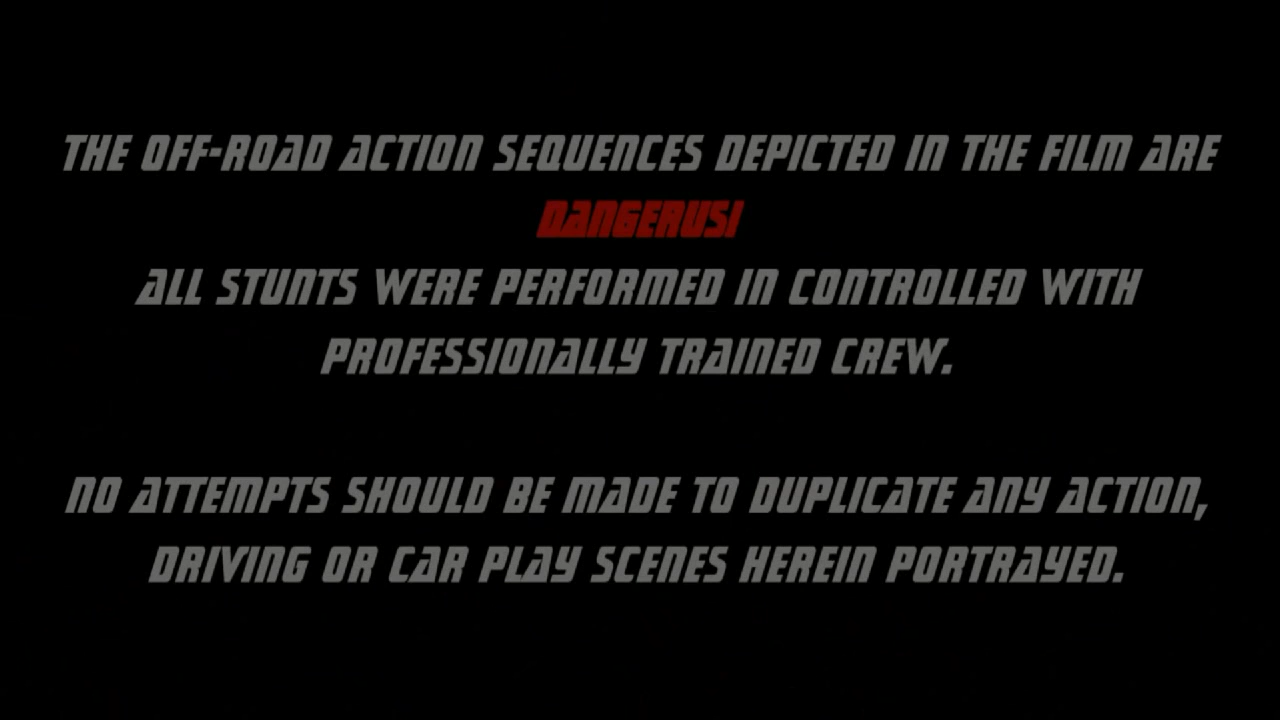 THE OFF-ROAD ACTION SEQUENCES DEPICTED IN THE FILM ARE
DANGERUS!
ALL STUNTS WERE PERFORMED IN CONTROLLED WITH
PROFESSIONALLY TRAINED CREW.
NO ATTEMPTS SHOULD BE MADE TO DUPLICATE ANY ACTION,
DRIVING OR CAR PLAY SCENES HEREIN PORTRAYED.